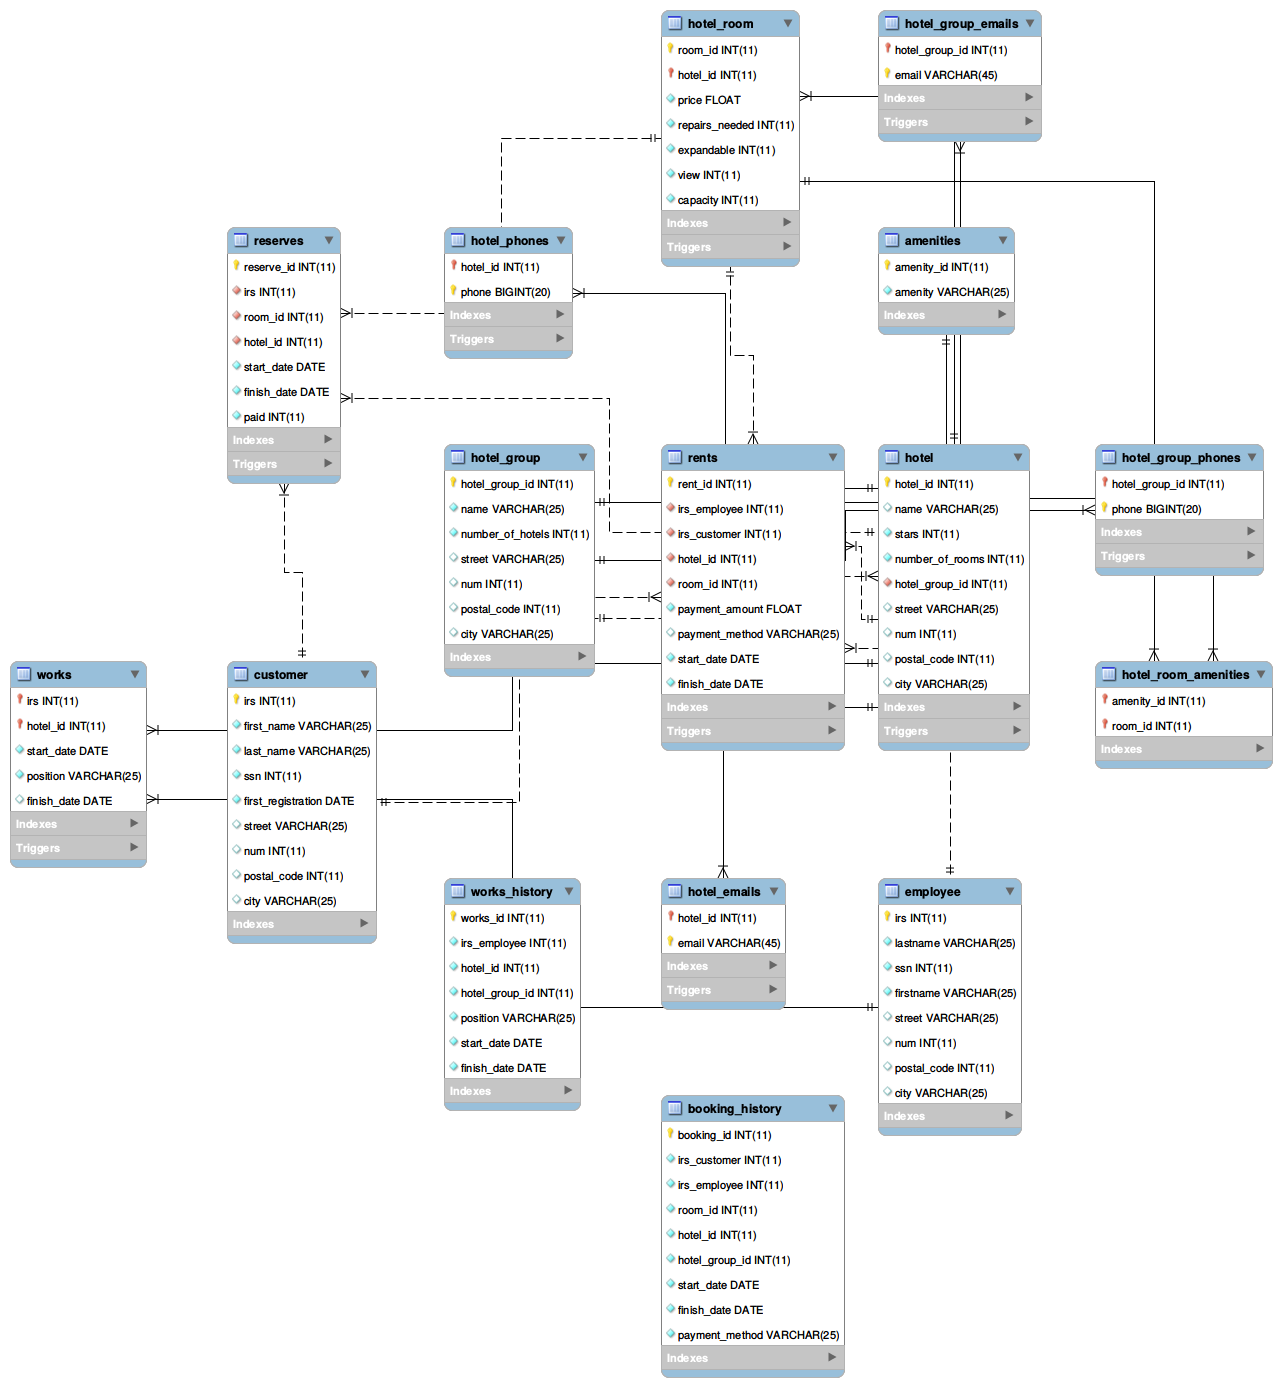 hotel_room
room_id INT(11)
hotel_id INT(11)
price FLOAT
repairs_needed INT(11)
expandable INT(11)
view INT(11)
capacity INT(11)
Indexes
Triggers
hotel_group_emails
hotel_group_id INT(11)
email VARCHAR(45)
Indexes
Triggers
reserves
reserve_id INT(11)
irs INT(11)
room_id INT(11)
hotel_id INT(11)
start_date DATE
finish_date DATE
paid INT(11)
Indexes
Triggers
hotel_phones
hotel_id INT(11)
phone BIGINT(20)
Indexes
Triggers
amenities
amenity_id INT(11)
amenity VARCHAR(25)
Indexes
hotel_group
hotel_group_id INT(11)
name VARCHAR(25)
number_of_hotels INT(11)
street VARCHAR(25)
num INT(11)
postal_code INT(11)
city VARCHAR(25)
Indexes
rents
rent_id INT(11)
irs_employee INT(11)
irs_customer INT(11)
hotel_id INT(11)
room_id INT(11)
payment_amount FLOAT
payment_method VARCHAR(25)
start_date DATE
finish_date DATE
Indexes
Triggers
hotel
hotel_id INT(11)
name VARCHAR(25)
stars INT(11)
number_of_rooms INT(11)
hotel_group_id INT(11)
street VARCHAR(25)
num INT(11)
postal_code INT(11)
city VARCHAR(25)
Indexes
Triggers
hotel_group_phones
hotel_group_id INT(11)
phone BIGINT(20)
Indexes
Triggers
works
irs INT(11)
hotel_id INT(11)
start_date DATE
position VARCHAR(25)
finish_date DATE
Indexes
Triggers
customer
irs INT(11)
first_name VARCHAR(25)
last_name VARCHAR(25)
ssn INT(11)
first_registration DATE
street VARCHAR(25)
num INT(11)
postal_code INT(11)
city VARCHAR(25)
Indexes
hotel_room_amenities
amenity_id INT(11)
room_id INT(11)
Indexes
works_history
works_id INT(11)
irs_employee INT(11)
hotel_id INT(11)
hotel_group_id INT(11)
position VARCHAR(25)
start_date DATE
finish_date DATE
Indexes
hotel_emails
hotel_id INT(11)
email VARCHAR(45)
Indexes
Triggers
employee
irs INT(11)
lastname VARCHAR(25)
ssn INT(11)
firstname VARCHAR(25)
street VARCHAR(25)
num INT(11)
postal_code INT(11)
city VARCHAR(25)
Indexes
booking_history
booking_id INT(11)
irs_customer INT(11)
irs_employee INT(11)
room_id INT(11)
hotel_id INT(11)
hotel_group_id INT(11)
start_date DATE
finish_date DATE
payment_method VARCHAR(25)
Indexes